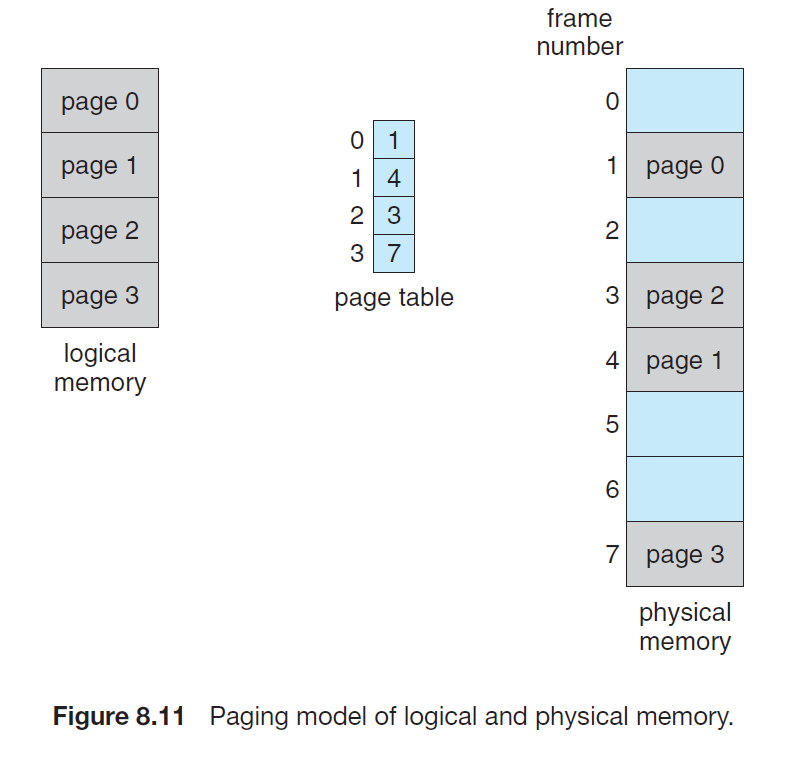 frame
number
page 0
page 1
page 2
page 3
logical
memory
0 1
1 4
2 3
3 7
page table
0
1 page 0
2
3 page 2
4 page 1
5
6
7 page 3
physical
memory
Figure 8.11 Paging model of logical and physical memory.